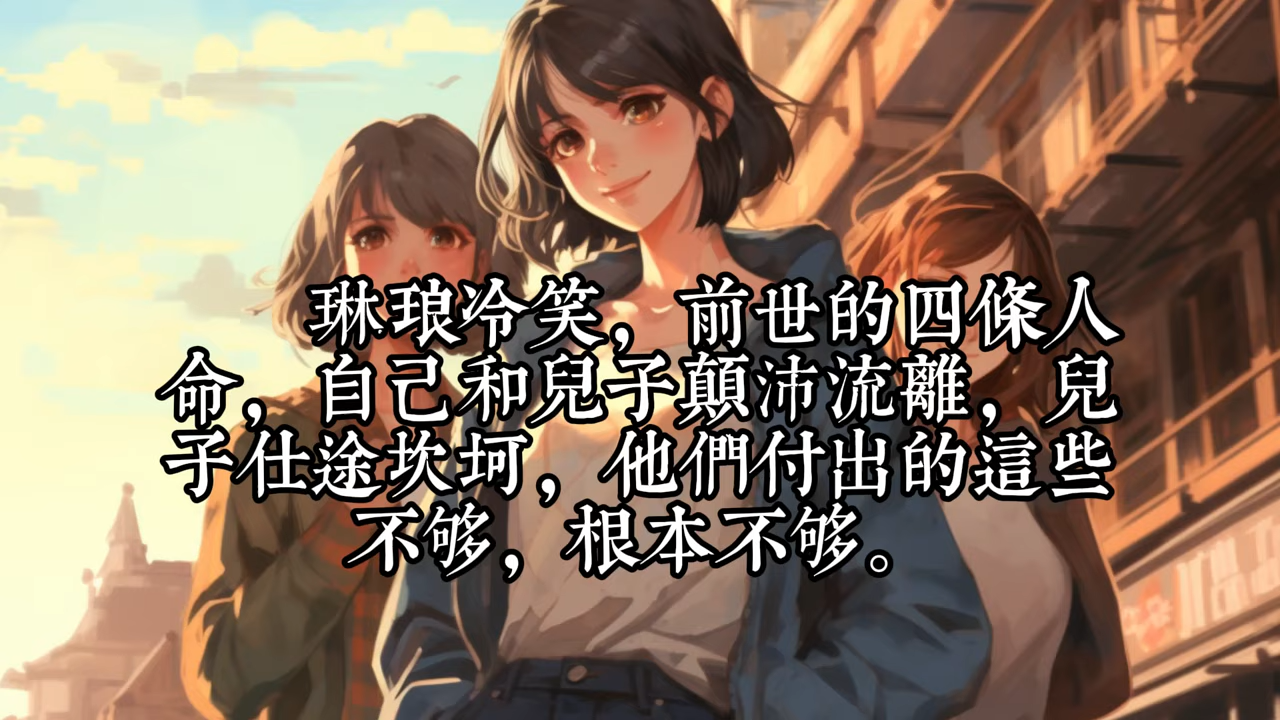 琳琅冷笑，前世的四條人
命，自己和兒子顛沛流離，兒
子仕途坎坷，他們付出的這些
不够，根本不够。